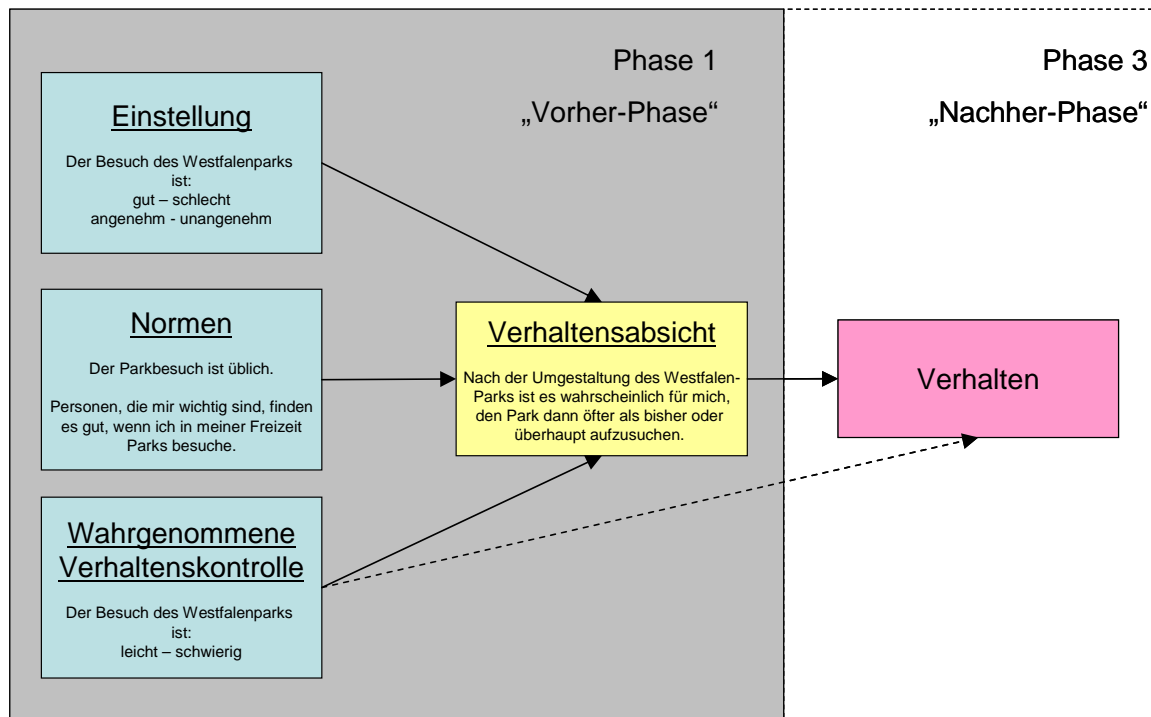 Phase 1
„Vorher-Phase“
Phase 3
„Nachher-Phase“
Einstellung
Der Besuch des Westfalenparks
ist:
gut – schlecht
angenehm - unangenehm
Normen
Der Parkbesuch ist üblich.
Personen, die mir wichtig sind, finden
es gut, wenn ich in meiner Freizeit
Parks besuche.
Wahrgenommene
Verhaltenskontrolle
Der Besuch des Westfalenparks
ist:
leicht – schwierig
Verhaltensabsicht
Nach der Umgestaltung des Westfalen-
Parks ist es wahrscheinlich für mich,
den Park dann öfter als bisher oder
überhaupt aufzusuchen.
Verhalten